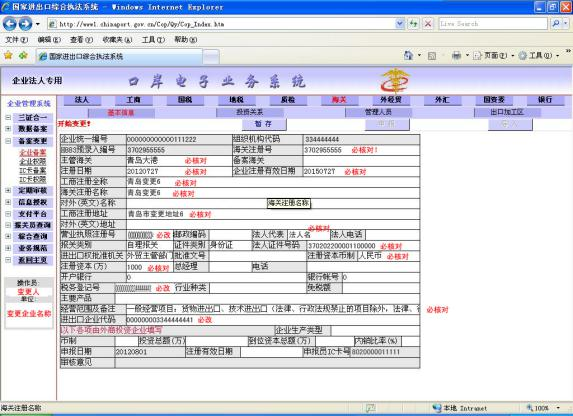 国家进出口综合执法系统 - Windows Internet Explorer
http://www1.chinaport.gov.cn/Cop/Qy/Cop_Index.htm
Live Search
文件(F) 编辑(E) 查看(V) 收藏夹(A) 工具(T) 帮助(H)
国家进出口综合执法系统
页面(P) 工具(O)
企业法人专用
口岸电子业务系统
企业管理系统
法人 工商 国税 地税 质检 海关 外经贸 外汇 国资委 银行
基本信息 投资关系 管理人员 出口加工区
开始变更? 暂存
三证合一
数据备案
备案变更
企业备案
企业权限
IC卡备案
IC卡权限
定期审核
信息授权
支付平台
报关员查询
综合查询
业务规范
返回主页
操作员:
变更人
单位:
变更企业名称
企业统一编号 000000000000111222 组织机构代码 334444444
H883预录入编号 3702955555 海关注册号 3702955555 必核对!
主管海关 青岛大港 必核对 备案海关
注册日期 20120727 必核对 企业注册有效日期 20150727 必核对
工商注册全称 青岛变更6 必核对
海关注册名称 青岛变更6 必核对
对外(英文)名称 海关注册名称
工商注册地址 青岛市变更地址6 必核对
对外(英文)地址 必核对
营业执照注册号 必改 邮政编码 法人代表 法人名 法人电话
报关类别 自理报关 证件类别 身份证 法人证件号码 370202200001100000 必核对
进出口权批准机关 外贸主管部门 批准文号 注册资本币制 人民币 必核对
注册资本(万) 1000 必核对 总经理 电话
开户银行 0 银行帐号 0
税务登记号 必改 行业种类 免税额
主要产品
经营范围及备注 一般经营项目：货物进出口、技术进出口（法律、行政法规禁止的项目除外，法律、 必核对
进出口企业代码 000000003344444441 必改
以下各项由外商投资企业填写 企业生产类型
币制 投资总额(万) 到位资本总额(万) 内销比率(%)
申报日期 20120801 注册有效日期 申报员IC卡号 8020000011111
审核意见
海关注册名称
本地 Intranet 100%